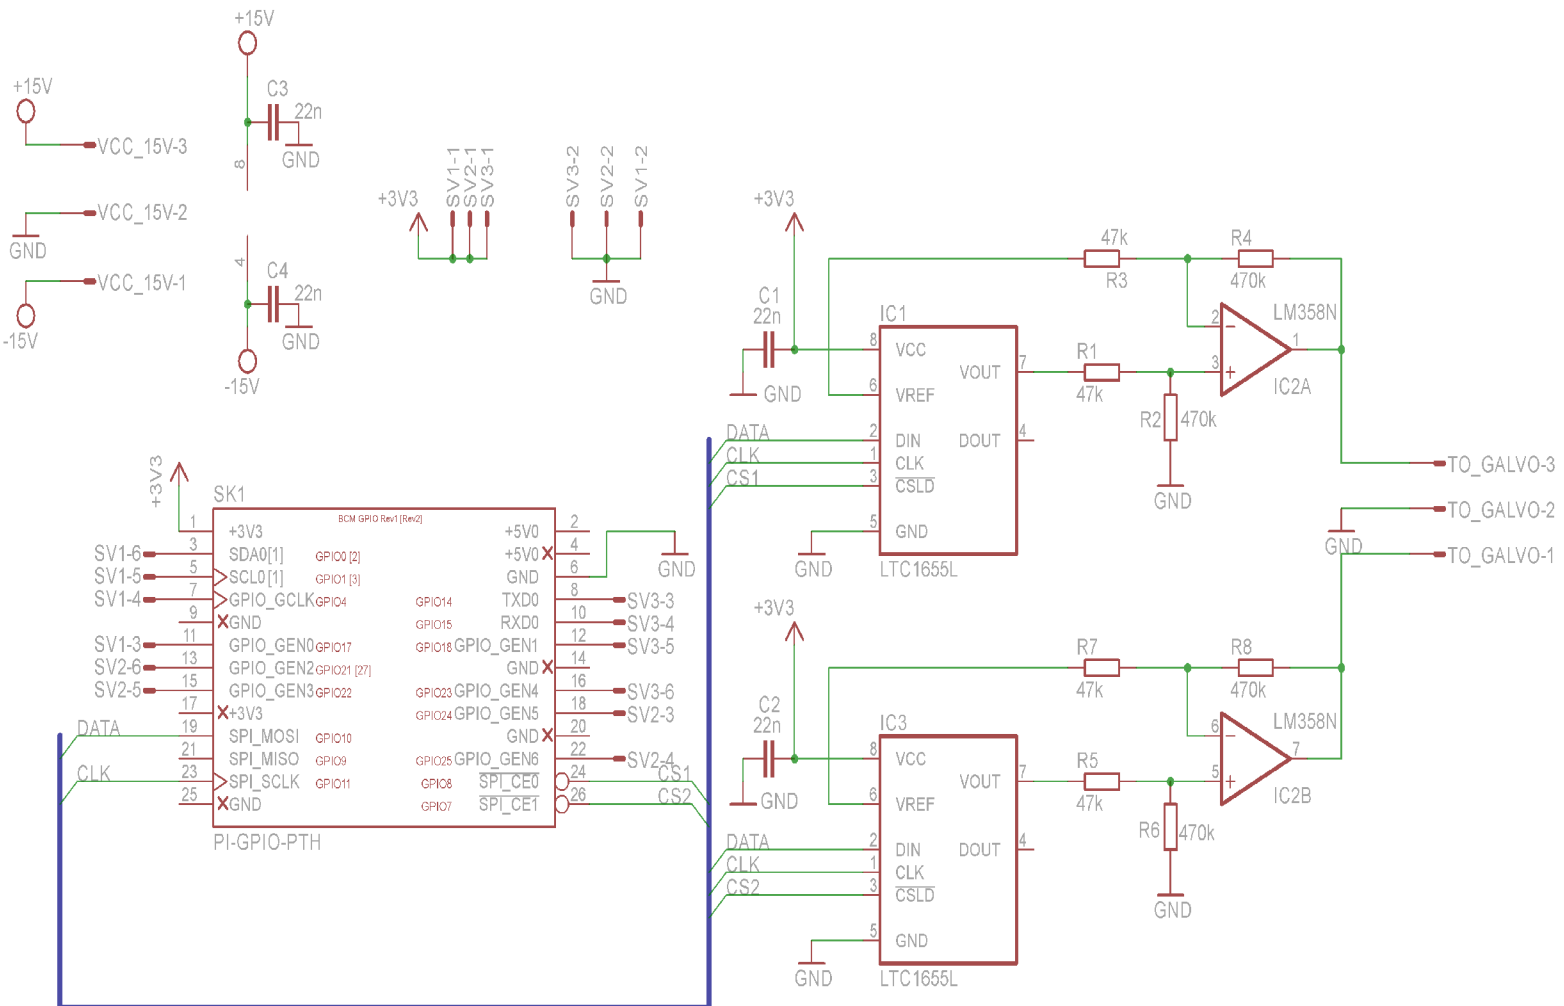 +15V
+15V
C3
22n
GND
8
VCC_15V-3
VCC_15V-2
GND
VCC_15V-1
-15V
4
C4
22n
GND
-15V
+3V3
SV1-1
SV2-1
SV3-1
SV3-2
SV2-2
SV1-2
GND
+3V3
C1
22n
GND
IC1
8 VCC
VOUT 7
6 VREF
2 DIN
DOUT 4
1 CLK
3 CSLD
5 GND
GND
LTC1655L
DATA
CLK
CS1
47k
R3
R4
470k
R1
47k
R2 470k
GND
LM358N
2
3
1
IC2A
TO_GALVO-3
TO_GALVO-2
GND
TO_GALVO-1
+3V3
SK1
BCM GPIO Rev1 [Rev2]
1 +3V3
+5V0 2
SV1-6 3 SDA0[1] GPIO0 [2]
+5V0 4
SV1-5 5 SCL0[1] GPIO1 [3]
GND 6
GND
SV1-4 7 GPIO_GCLK GPIO4
GPIO14 TXD0 8 SV3-3
9 GND
GPIO15 RXD0 10 SV3-4
SV1-3 11 GPIO_GEN0 GPIO17
GPIO18 GPIO_GEN1 12 SV3-5
SV2-6 13 GPIO_GEN2 GPIO21 [27]
GND 14
SV2-5 15 GPIO_GEN3 GPIO22
GPIO23 GPIO_GEN4 16 SV3-6
17 +3V3
GPIO24 GPIO_GEN5 18 SV2-3
DATA 19 SPI_MOSI GPIO10
GND 20
21 SPI_MISO GPIO9
GPIO25 GPIO_GEN6 22 SV2-4
CLK 23 SPI_SCLK GPIO11
GPIO8 SPI_CE0 24 CS1
25 GND
GPIO7 SPI_CE1 26 CS2
PI-GPIO-PTH
+3V3
C2
22n
GND
IC3
8 VCC
VOUT 7
6 VREF
2 DIN
DOUT 4
1 CLK
3 CSLD
5 GND
GND
LTC1655L
DATA
CLK
CS2
R7
47k
R8
470k
R5
47k
R6 470k
GND
LM358N
6
5
7
IC2B